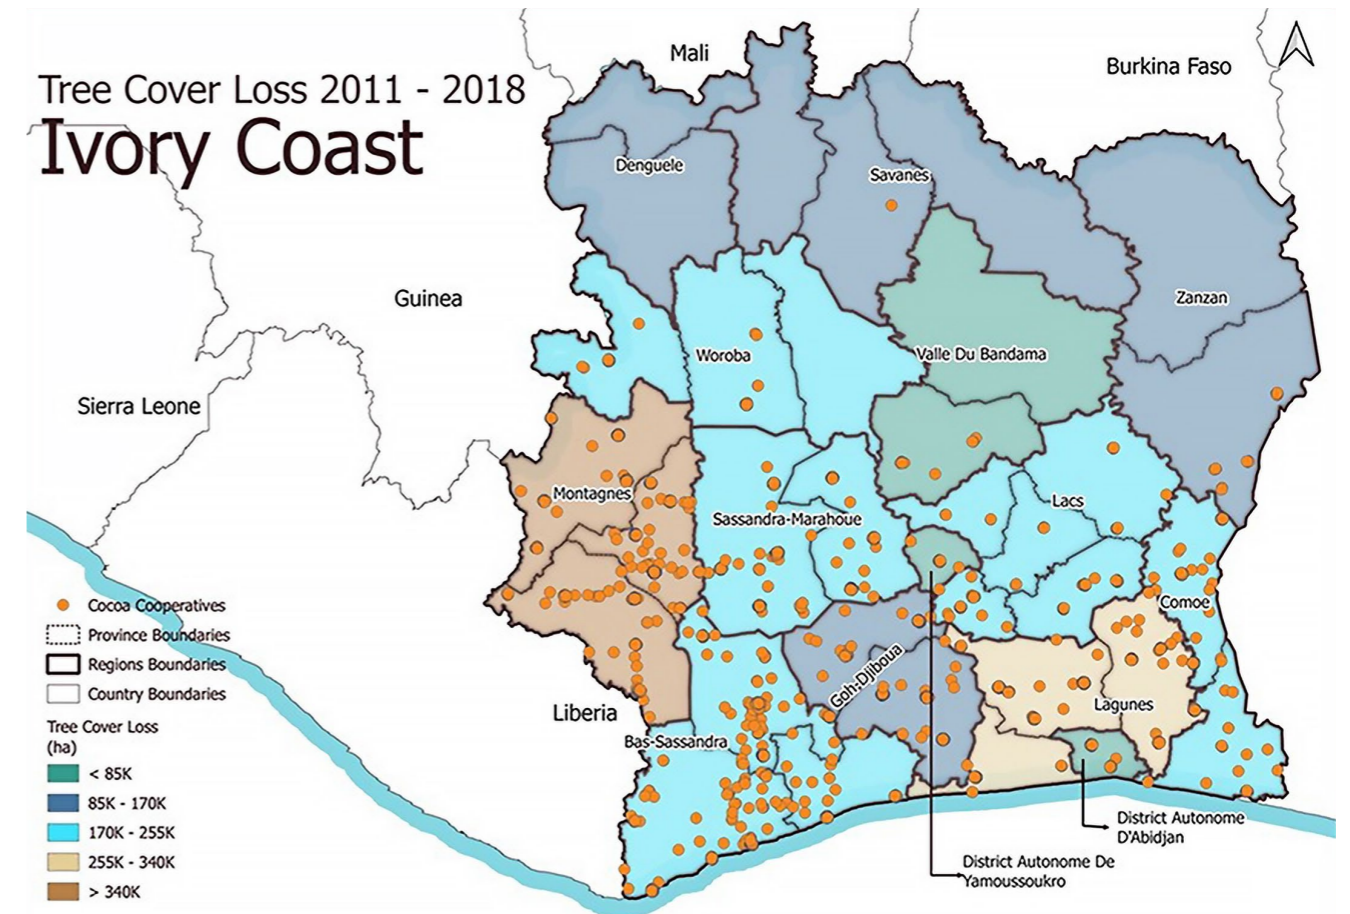 Mali
Burkina Faso
Tree Cover Loss 2011 - 2018
Ivory Coast
Denguele
Savanes
Guinea
Zanzan
Woroba
Valle Du Bandama
Sierra Leone
Montagnes
Lacs
Sassandra-Marahoue
Comoe
Cocoa Cooperatives
Province Boundaries
Regions Boundaries
Country Boundaries
Goh-Djiboua
Lagunes
Liberia
Bas-Sassandra
Tree Cover Loss
(ha)
< 85K
85K - 170K
170K - 255K
255K - 340K
> 340K
District Autonome
D'Abidjan
District Autonome De
Yamoussoukro